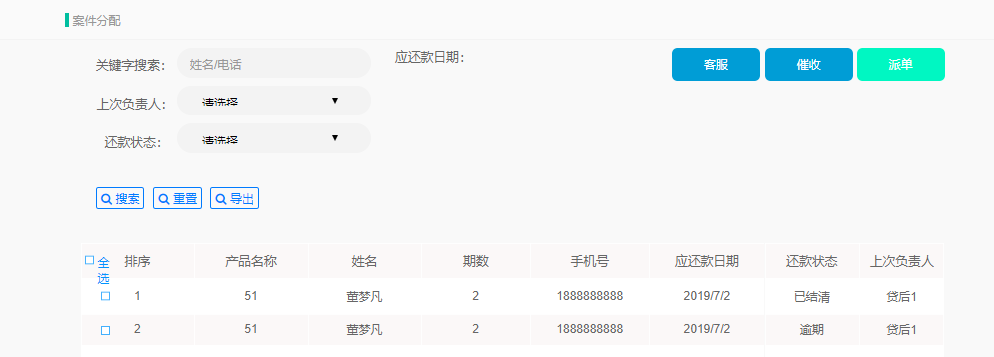 案件分配
关键字搜索： 姓名/电话 应还款日期： 客服 催收 派单
上次负责人： 请选择
还款状态： 请选择
搜索 重置 导出
全选 排序 产品名称 姓名 期数 手机号 应还款日期 还款状态 上次负责人
1 51 董梦凡 2 1888888888 2019/7/2 已结清 贷后1
2 51 董梦凡 2 1888888888 2019/7/2 逾期 贷后1